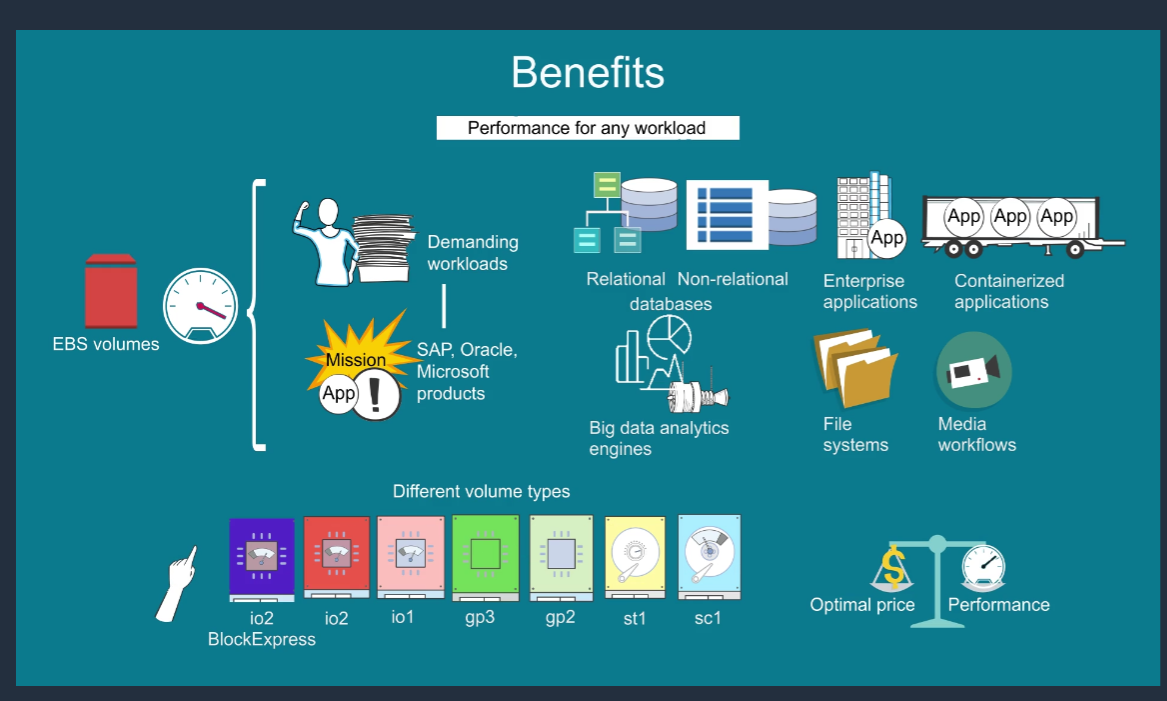 Benefits
Performance for any workload
EBS volumes
Demanding
workloads
Mission
App
!
SAP, Oracle,
Microsoft
products
Relational Non-relational
databases
App
Enterprise
applications
App App App
Containerized
applications
Big data analytics
engines
File
systems
Media
workflows
Different volume types
io2
BlockExpress
io2
io1
gp3
gp2
st1
sc1
$
Optimal price
Performance